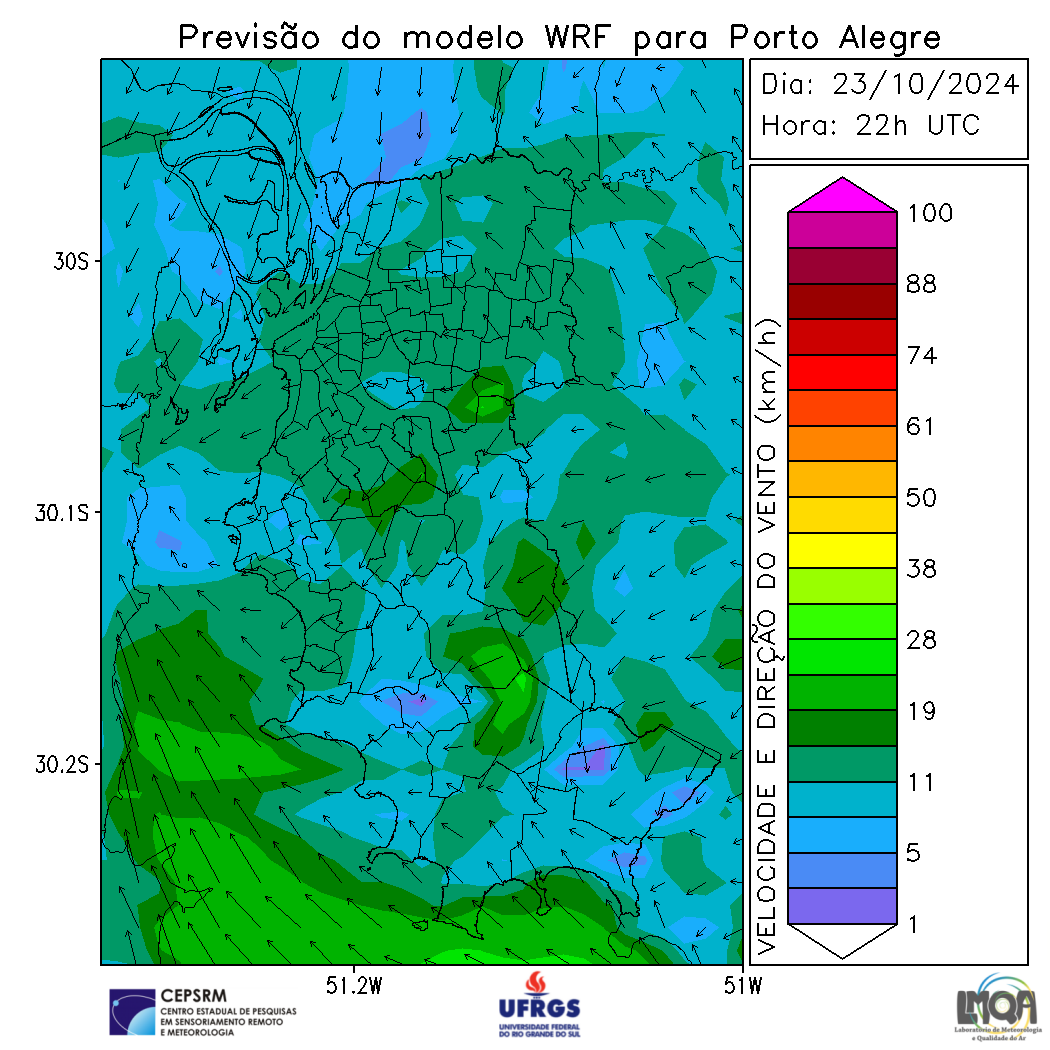 Previsão do modelo WRF para Porto Alegre
Dia: 23/10/2024
Hora: 22h UTC
30S
30.1S
30.2S
51.2W
51W
VELOCIDADE E DIREÇÃO DO VENTO (km/h)
100
88
74
61
50
38
28
19
11
5
1
CEPSRM
CENTRO ESTADUAL DE PESQUISAS
EM SENSORIAMENTO REMOTO
E METEOROLOGIA
UFRGS
UNIVERSIDADE FEDERAL
DO RIO GRANDE DO SUL
LMQA
Laboratório de Meteorologia
e Qualidade do Ar